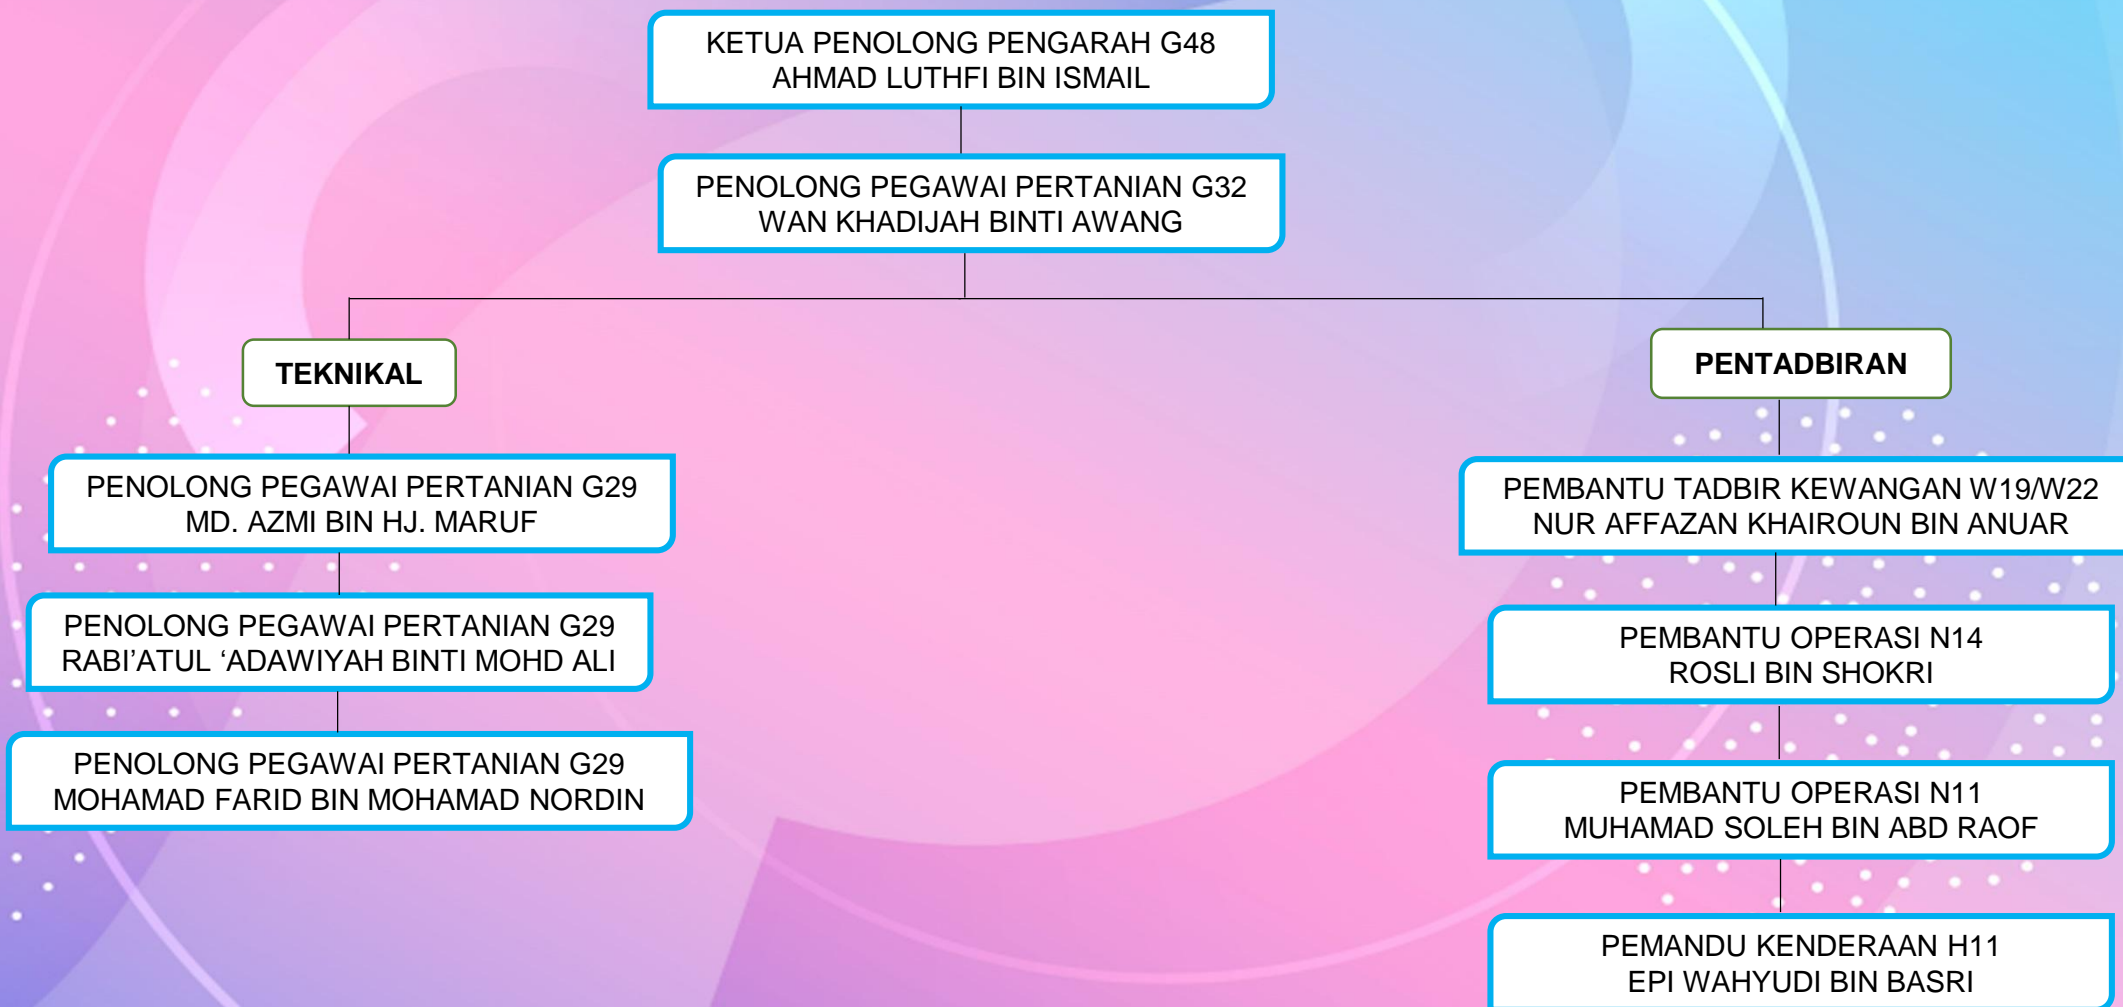 KETUA PENOLONG PENGARAH G48
AHMAD LUTHFI BIN ISMAIL
PENOLONG PEGAWAI PERTANIAN G32
WAN KHADIJAH BINTI AWANG
TEKNIKAL
PENOLONG PEGAWAI PERTANIAN G29
MD. AZMI BIN HJ. MARUF
PENOLONG PEGAWAI PERTANIAN G29
RABI’ATUL ‘ADAWIYAH BINTI MOHD ALI
PENOLONG PEGAWAI PERTANIAN G29
MOHAMAD FARID BIN MOHAMAD NORDIN
PENTADBIRAN
PEMBANTU TADBIR KEWANGAN W19/W22
NUR AFFAZAN KHAIROUN BIN ANUAR
PEMBANTU OPERASI N14
ROSLI BIN SHOKRI
PEMBANTU OPERASI N11
MUHAMAD SOLEH BIN ABD RAOF
PEMANDU KENDERAAN H11
EPI WAHYUDI BIN BASRI